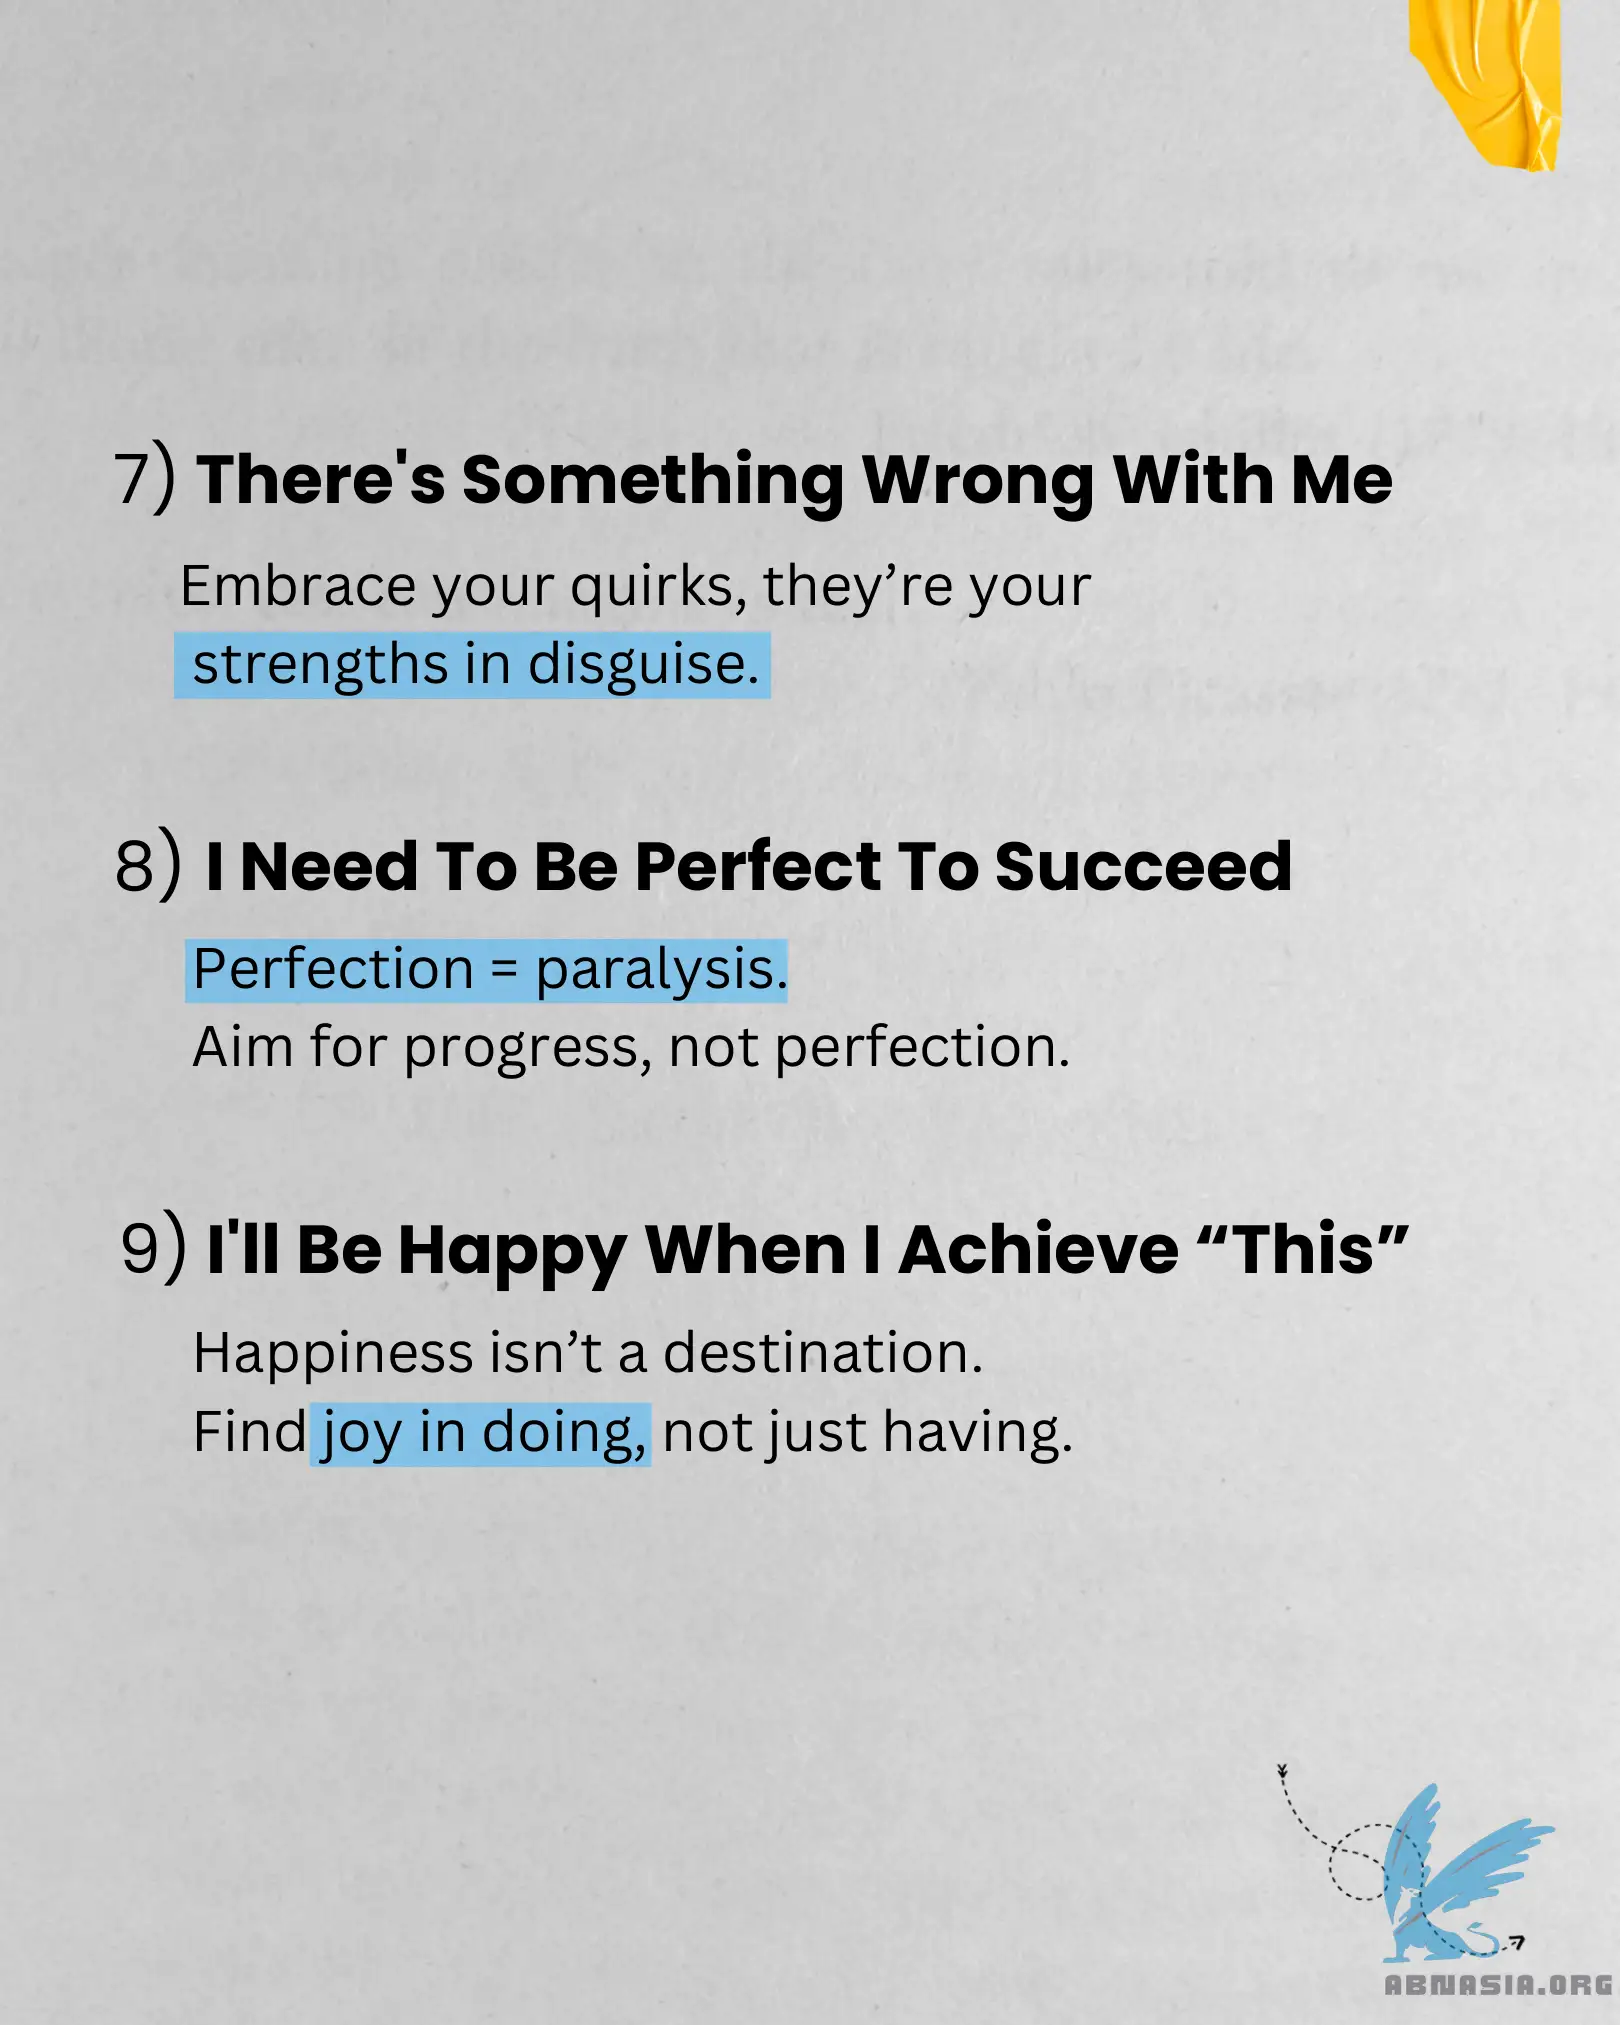 7) There's Something Wrong With Me
Embrace your quirks, they’re your
strengths in disguise.
8) I Need To Be Perfect To Succeed
Perfection = paralysis.
Aim for progress, not perfection.
9) I'll Be Happy When I Achieve “This”
Happiness isn’t a destination.
Find joy in doing, not just having.
ABNASIA.ORG